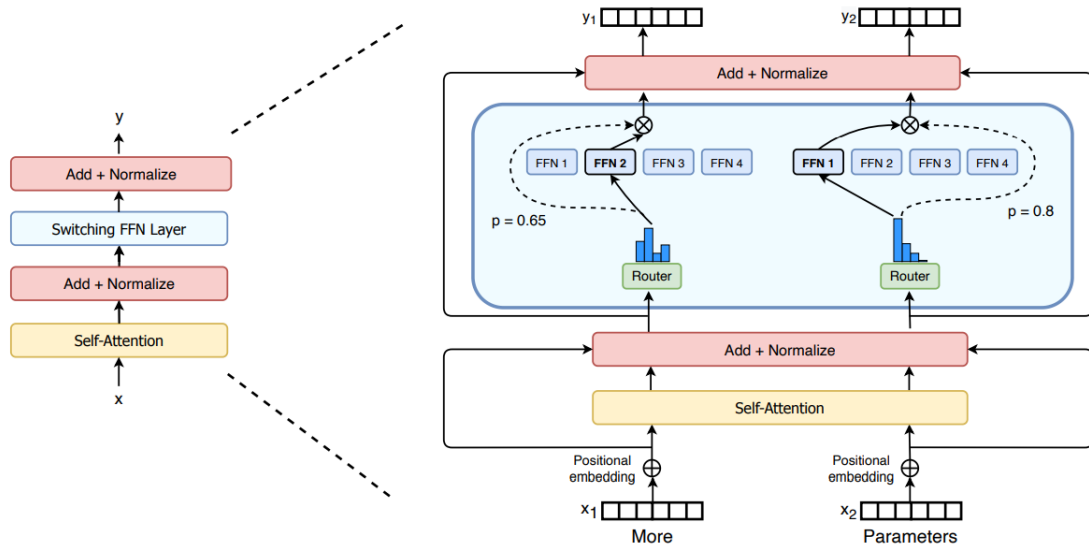 y
Add + Normalize
Switching FFN Layer
Add + Normalize
Self-Attention
x
y1 y2
Add + Normalize
FFN 1 FFN 2 FFN 3 FFN 4 FFN 1 FFN 2 FFN 3 FFN 4
p = 0.65 p = 0.8
Router Router
Add + Normalize
Self-Attention
Positional
embedding
Positional
embedding
x1 x2
More Parameters